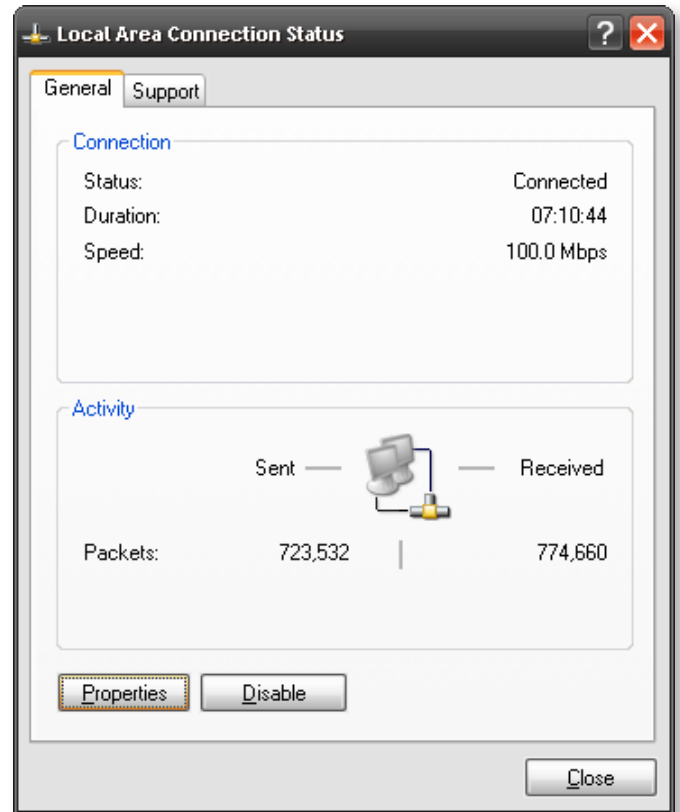 Local Area Connection Status
General Support
Connection
Status: Connected
Duration: 07:10:44
Speed: 100.0 Mbps
Activity
Sent Received
Packets: 723,532 774,660
Properties Disable
Close